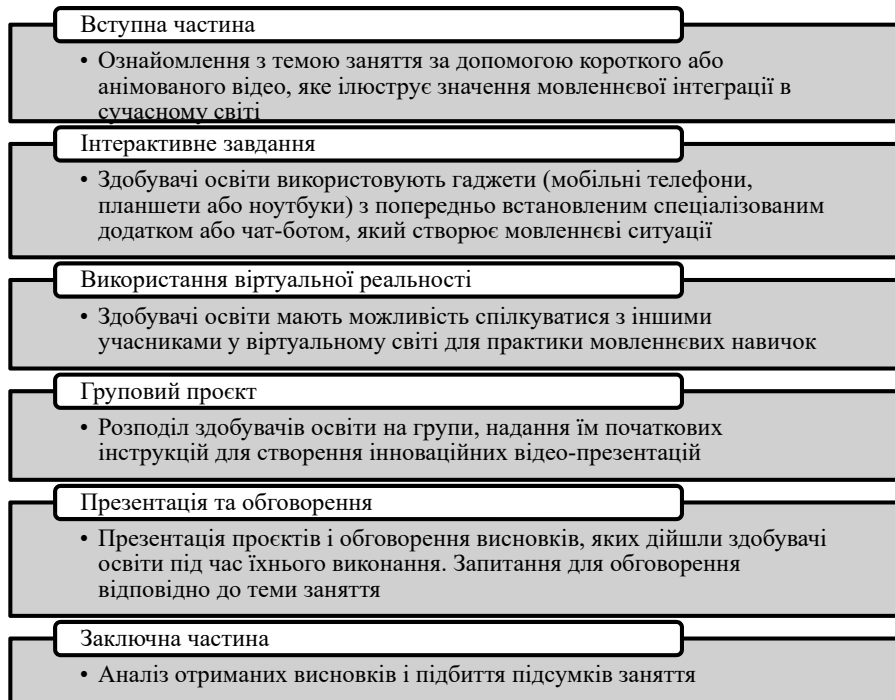 Вступна частина
• Ознайомлення з темою заняття за допомогою короткого або
анімованого відео, яке ілюструє значення мовленнєвої інтеграції в
сучасному світі
Інтерактивне завдання
• Здобувачі освіти використовують гаджети (мобільні телефони,
планшети або ноутбуки) з попередньо встановленим спеціалізованим
додатком або чат-ботом, який створює мовленнєві ситуації
Використання віртуальної реальності
• Здобувачі освіти мають можливість спілкуватися з іншими
учасниками у віртуальному світі для практики мовленнєвих навичок
Груповий проєкт
• Розподіл здобувачів освіти на групи, надання їм початкових
інструкцій для створення інноваційних відео-презентацій
Презентація та обговорення
• Презентація проєктів і обговорення висновків, яких дійшли здобувачі
освіти під час їхнього виконання. Запитання для обговорення
відповідно до теми заняття
Заключна частина
• Аналіз отриманих висновків і підбиття підсумків заняття